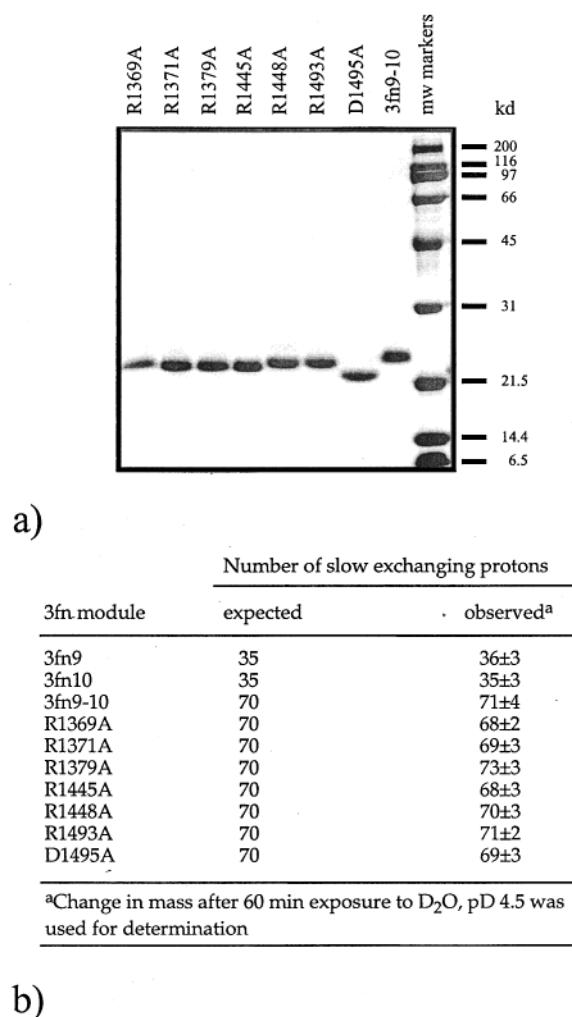 R1369A
R1371A
R1379A
R1445A
R1448A
R1493A
D1495A
3fn9-10
mw markers
kd
200
116
97
66
45
31
21.5
14.4
6.5
a)
Number of slow exchanging protons
3fn module expected observedᵃ
3fn9 35 36±3
3fn10 35 35±3
3fn9-10 70 71±4
R1369A 70 68±2
R1371A 70 69±3
R1379A 70 73±3
R1445A 70 68±3
R1448A 70 70±3
R1493A 70 71±2
D1495A 70 69±3
ᵃChange in mass after 60 min exposure to D₂O, pD 4.5 was
used for determination
b)